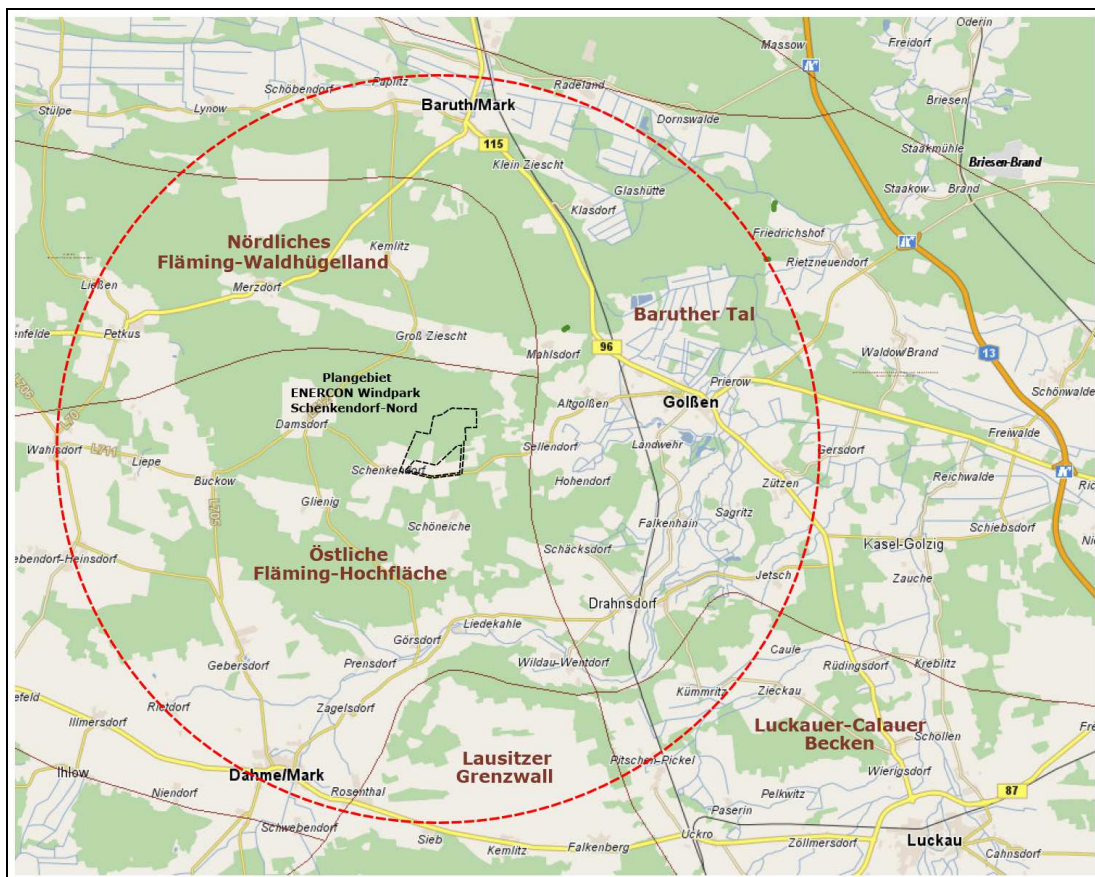 Oderin
Massow
Freidorf
Paplitz
Schöbendorf
Radeland
Briesen
Stülpe
Lynow
Baruth/Mark
Dornswalde
115
Staakmühle
Klein Ziescht
Briesen-Brand
Glashütte
Staakow
Brand
Klasdorf
Friedrichshof
Kemlitz
Nördliches
Fläming-Waldhügelland
Rietzneuendorf
Ließen
Merzdorf
Baruther Tal
Petkus
Groß Ziescht
96
Mahlsdorf
Waldow/Brand
13
Plangebiet
ENERCON Windpark
Schenkendorf-Nord
Prierow
Schönwalde
L70
Altgolßen
Golßen
Damsdorf
Freiwalde
Wahlsdorf
L711
Liepe
Sellendorf
Landwehr
Gersdorf
Schenkendorf
Buckow
Hohendorf
Zützen
Reichwalde
L705
Glienig
Sagritz
Schöneiche
Falkenhain
Schiebsdorf
Östliche
Fläming-Hochfläche
Schäcksdorf
Kasel-Golzig
ebendorf-Heinsdorf
Jetsch
Zauche
Drahnsdorf
Liedekahle
Görsdorf
Gebersdorf
Prensdorf
Wildau-Wentdorf
Caule
Rüdingsdorf
Kreblitz
Kümmritz
Zieckau
Rietdorf
Illmersdorf
Zagelsdorf
Luckauer-Calauer
Becken
Schollen
Lausitzer
Grenzwall
Pitschen-Pickel
Ihlow
Dahme/Mark
Wierigsdorf
Niendorf
Rosenthal
Pelkwitz
87
Paserin
Schwebendorf
Sieb
Kemlitz
Falkenberg
Uckro
Zöllmersdorf
Luckau
Cahnsdorf